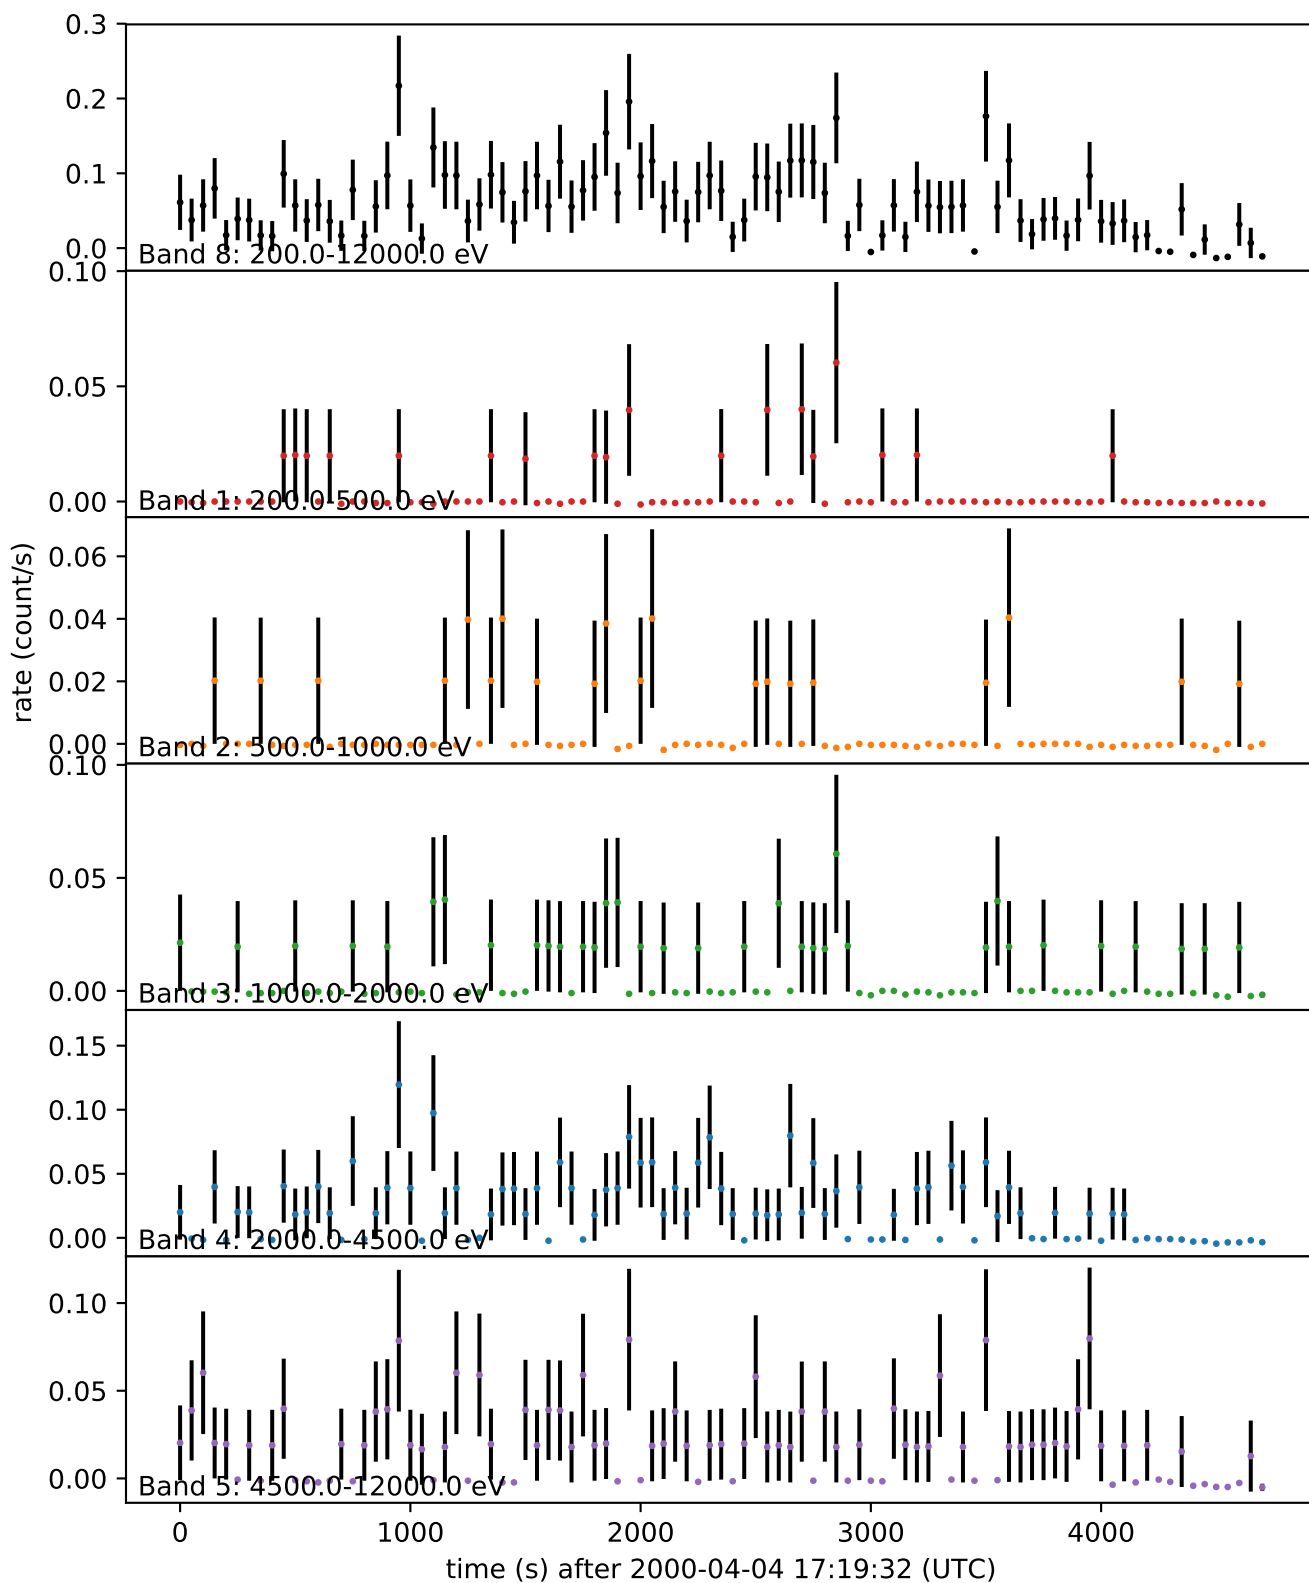 0.3
0.2
0.1
0.0
Band 8: 200.0-12000.0 eV
0.10
0.05
0.00
Band 1: 200.0-500.0 eV
0.06
0.04
0.02
0.00
Band 2: 500.0-1000.0 eV
rate (count/s)
0.10
0.05
0.00
Band 3: 1000.0-2000.0 eV
0.15
0.10
0.05
0.00
Band 4: 2000.0-4500.0 eV
0.10
0.05
0.00
Band 5: 4500.0-12000.0 eV
0 1000 2000 3000 4000
time (s) after 2000-04-04 17:19:32 (UTC)